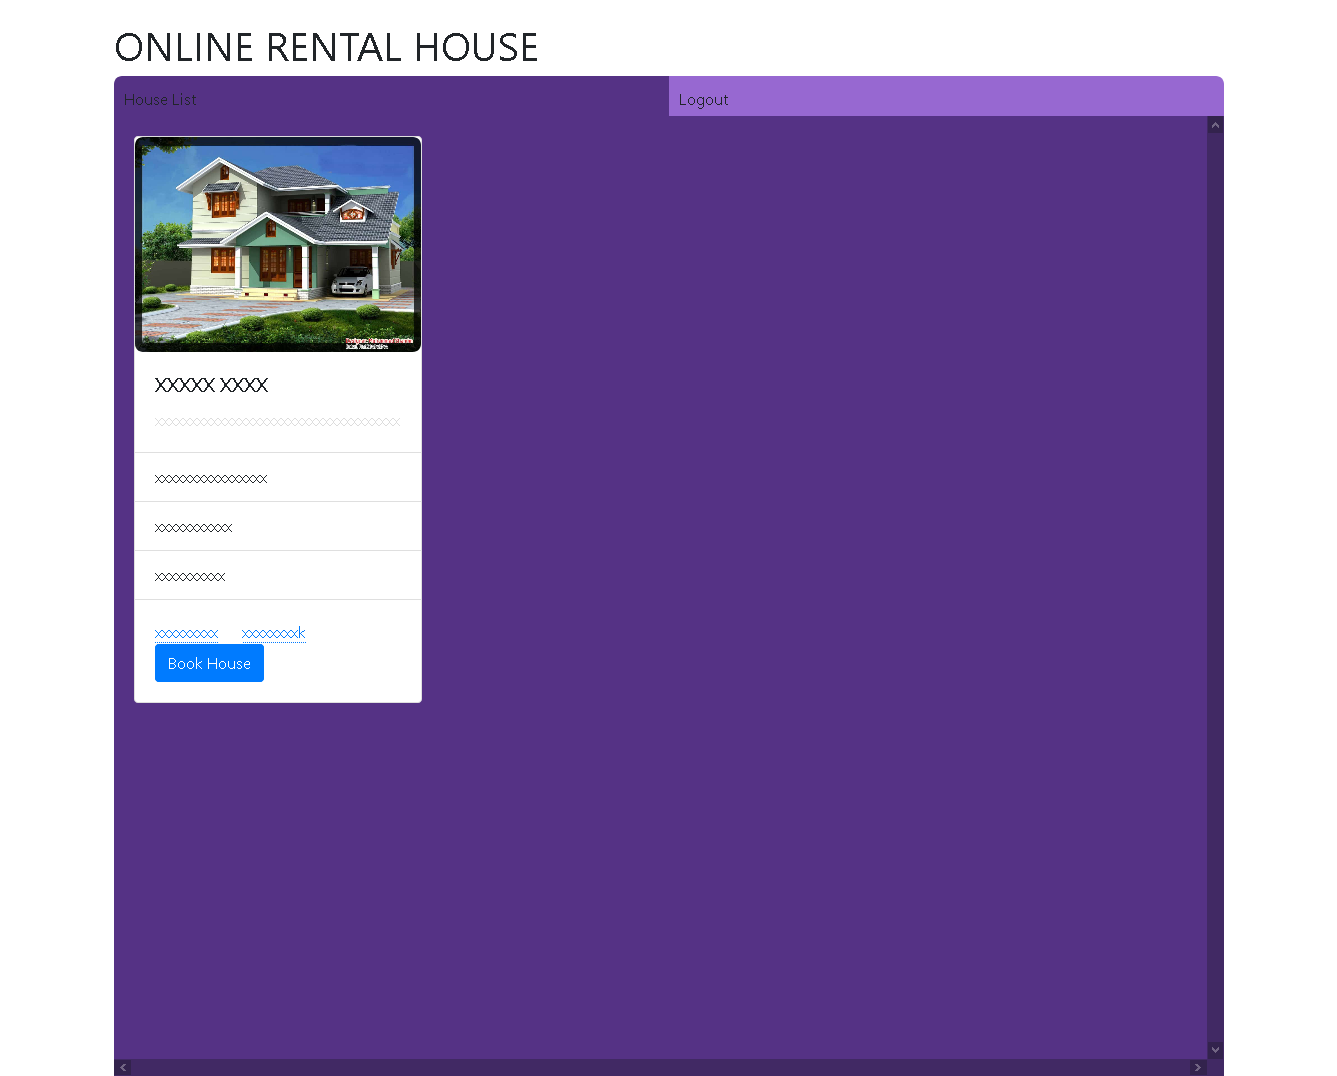 ONLINE RENTAL HOUSE
House List
Logout
XXXXX XXXX
xxxxxxxxxxxxxxxx
xxxxxxxxxxx
xxxxxxxxxx
xxxxxxxxx xxxxxxxxk
Book House